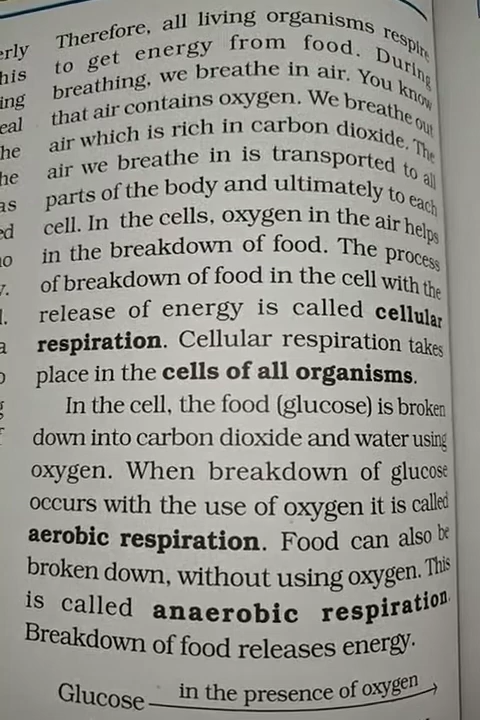 Therefore, all living organisms respire
to get energy from food. During
breathing, we breathe in air. You know
that air contains oxygen. We breathe out
air which is rich in carbon dioxide. The
air we breathe in is transported to all
parts of the body and ultimately to each
cell. In the cells, oxygen in the air helps
in the breakdown of food. The process
of breakdown of food in the cell with the
release of energy is called cellular
respiration. Cellular respiration takes
place in the cells of all organisms.
In the cell, the food (glucose) is broken
down into carbon dioxide and water using
oxygen. When breakdown of glucose
occurs with the use of oxygen it is called
aerobic respiration. Food can also be
broken down, without using oxygen. This
is called anaerobic respiration.
Breakdown of food releases energy.
Glucose in the presence of oxygen